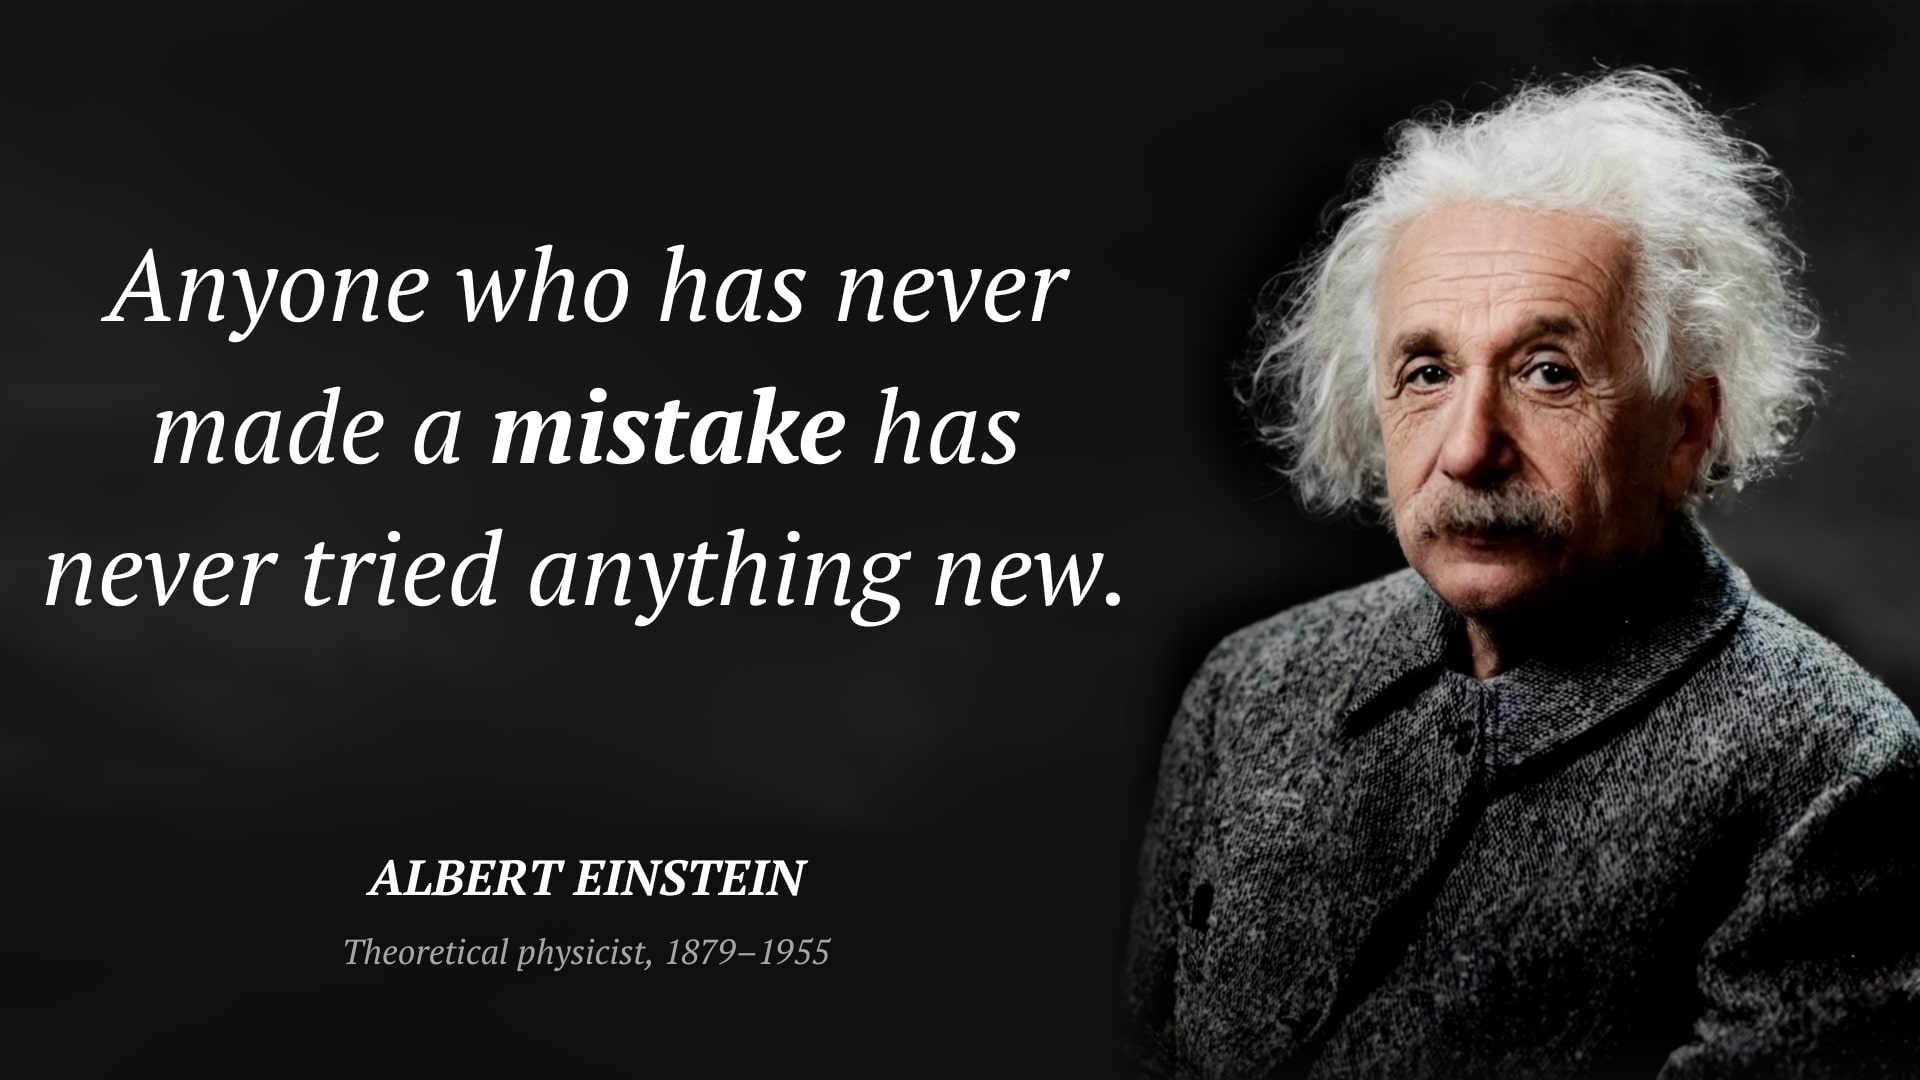 Anyone who has never
made a mistake has
never tried anything new.
ALBERT EINSTEIN
Theoretical physicist, 1879–1955